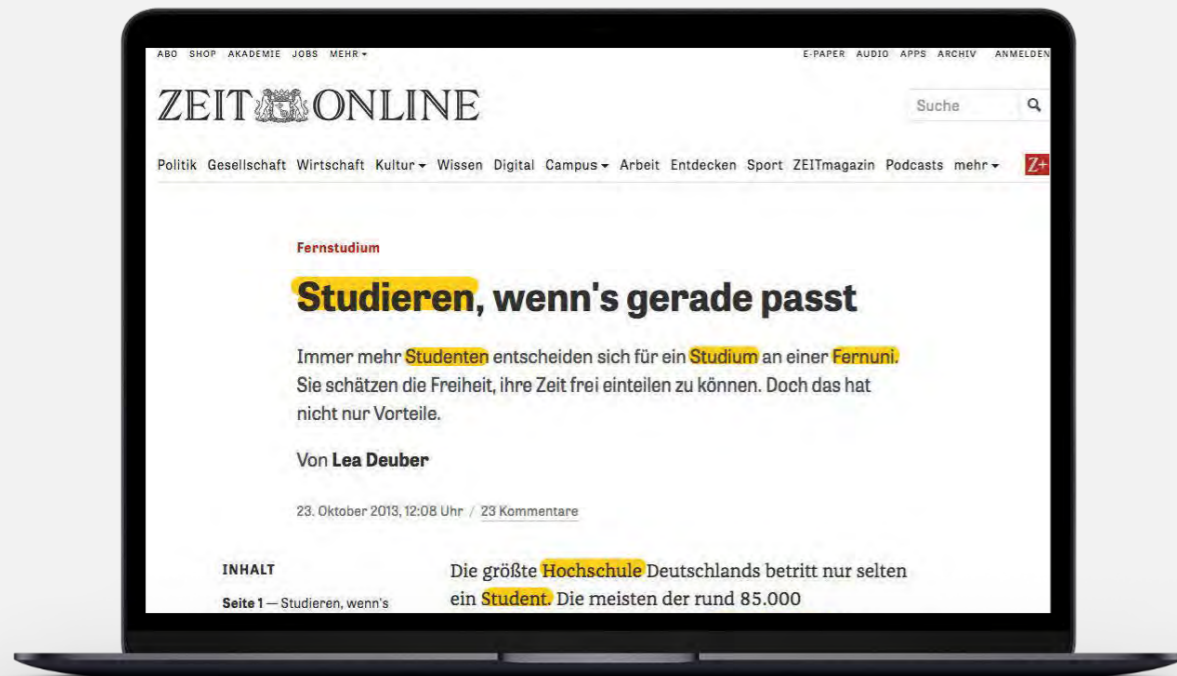 ABO SHOP AKADEMIE JOBS MEHR E-PAPER AUDIO APPS ARCHIV ANMELDEN
ZEIT ONLINE
Suche
Politik Gesellschaft Wirtschaft Kultur Wissen Digital Campus Arbeit Entdecken Sport ZEITmagazin Podcasts mehr Z+
Fernstudium
Studieren, wenn's gerade passt
Immer mehr Studenten entscheiden sich für ein Studium an einer Fernuni.
Sie schätzen die Freiheit, ihre Zeit frei einteilen zu können. Doch das hat
nicht nur Vorteile.
Von Lea Deuber
23. Oktober 2013, 12:08 Uhr / 23 Kommentare
INHALT
Seite 1 — Studieren, wenn's
Die größte Hochschule Deutschlands betritt nur selten
ein Student. Die meisten der rund 85.000